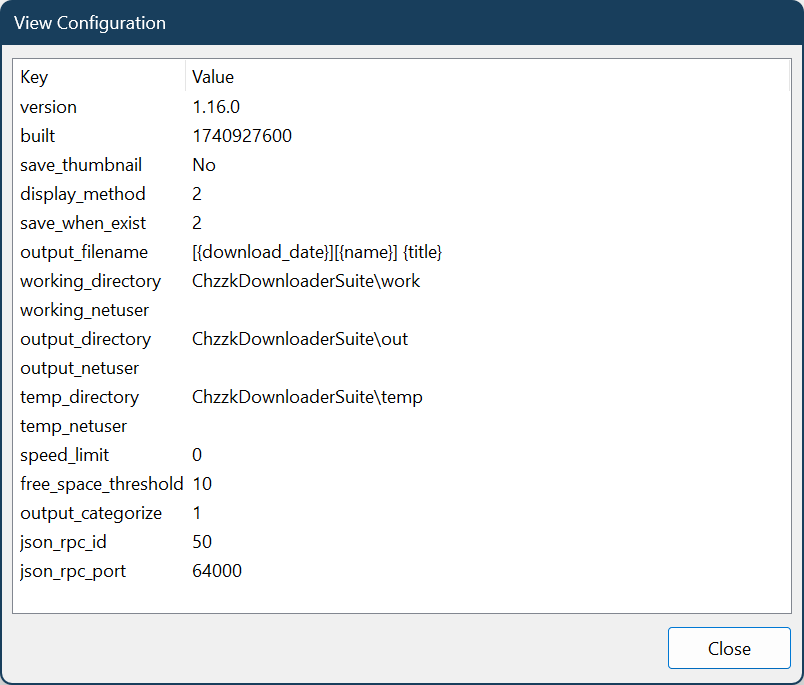 View Configuration
Key Value
version 1.16.0
built 1740927600
save_thumbnail No
display_method 2
save_when_exist 2
output_filename [{download_date}][{name}] {title}
working_directory ChzzkDownloaderSuite\work
working_netuser
output_directory ChzzkDownloaderSuite\out
output_netuser
temp_directory ChzzkDownloaderSuite\temp
temp_netuser
speed_limit 0
free_space_threshold 10
output_categorize 1
json_rpc_id 50
json_rpc_port 64000
Close